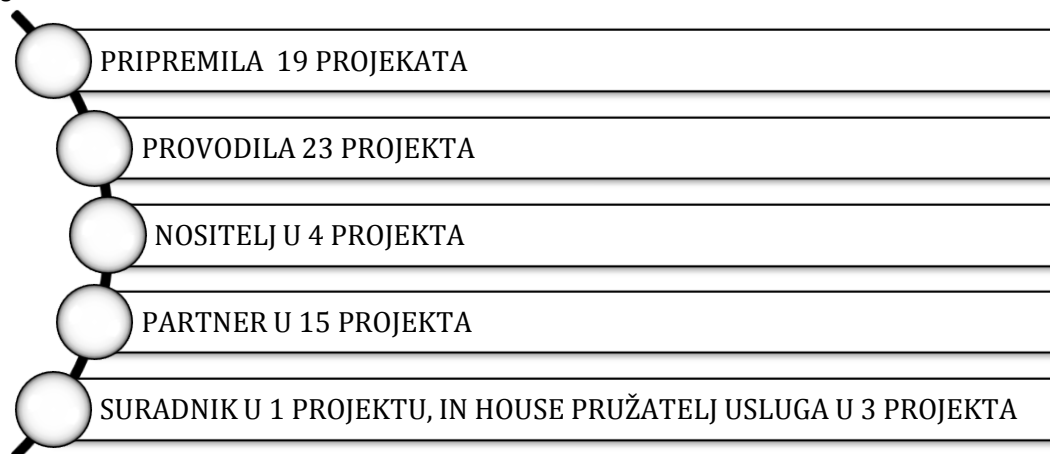 PRIPREMILA 19 PROJEKATA
PROVODILA 23 PROJEKTA
NOSITELJ U 4 PROJEKTA
PARTNER U 15 PROJEKTA
SURADNIK U 1 PROJEKTU, IN HOUSE PRUŽATELJ USLUGA U 3 PROJEKTA